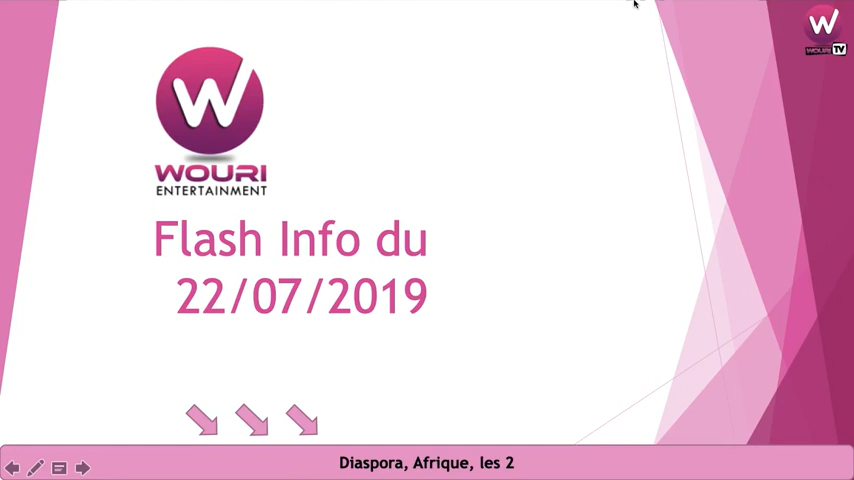 W
WOURI TV
W
WOURI
ENTERTAINMENT
Flash Info du
22/07/2019
Diaspora, Afrique, les 2